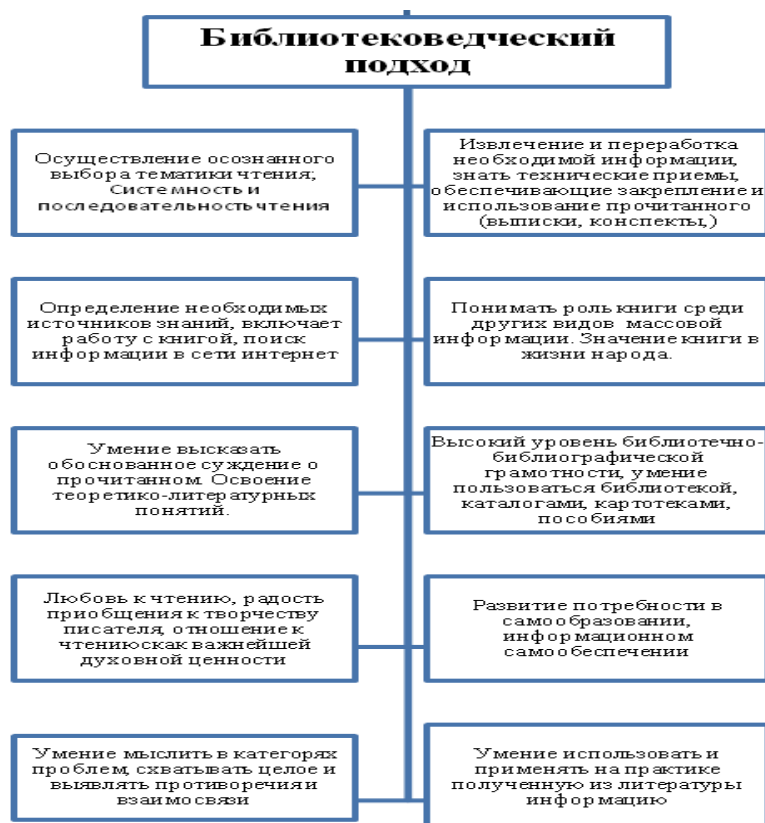 Библиотековедческий
подход
Осуществление осознанного
выбора тематики чтения;
Системность и
последовательность чтения
Извлечение и переработка
необходимой информации,
знать технические приемы,
обеспечивающие закрепление и
использование прочитанного
(выписки, конспекты,)
Определение необходимых
источников знаний, включает
работу с книгой, поиск
информации в сети интернет
Понимать роль книги среди
других видов массовой
информации. Значение книги в
жизни народа.
Умение высказать
обоснованное суждение о
прочитанном. Освоение
теоретико-литературных
понятий.
Высокий уровень библиотечно-
библиографической
грамотности, умение
пользоваться библиотекой,
каталогами, картотеками,
пособиями
Любовь к чтению, радость
приобщения к творчеству
писателя, отношение к
чтениюскак важнейшей
духовной ценности
Развитие потребности в
самообразовании,
информационном
самообеспечении
Умение мыслить в категорях
проблем, схватывать целое и
выявлять противоречия и
взаимосвязи
Умение использовать и
применять на практике
полученную из литературы
информацию